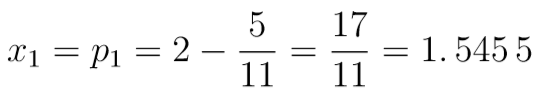 x₁ = p₁ = 2 − 5/11 = 17/11 = 1. 545 5